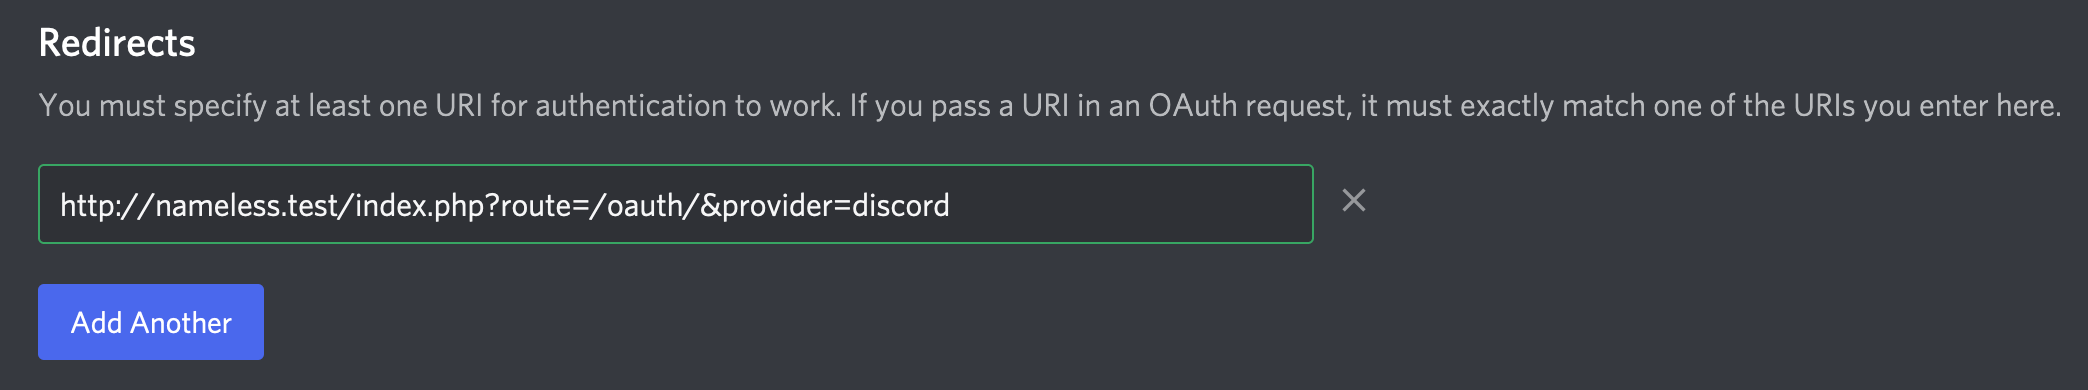 Redirects
You must specify at least one URI for authentication to work. If you pass a URI in an OAuth request, it must exactly match one of the URIs you enter here.
http://nameless.test/index.php?route=/oauth/&provider=discord
Add Another